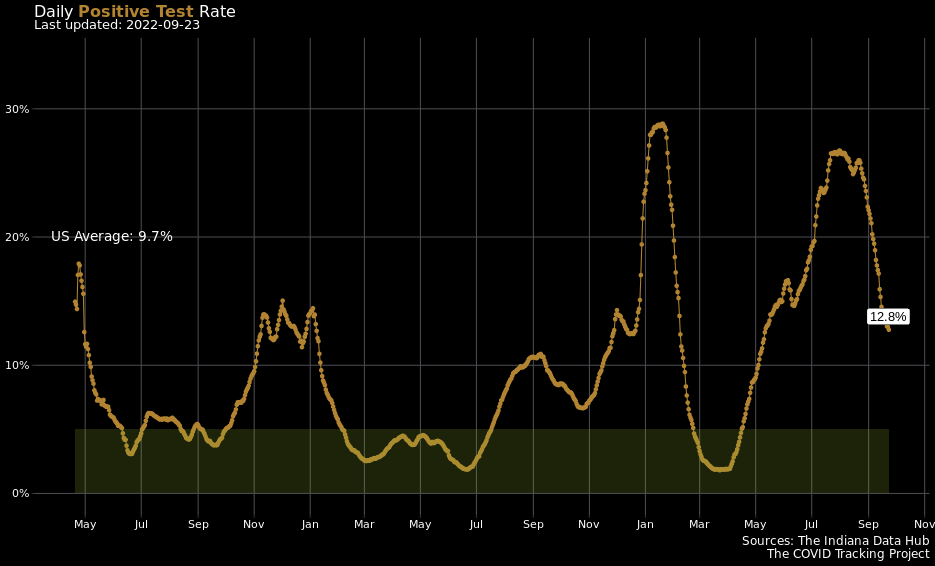 Daily Positive Test Rate
Last updated: 2022-09-23
30%
US Average: 9.7%
20%
12.8%
10%
0%
May Jul Sep Nov Jan Mar May Jul Sep Nov Jan Mar May Jul Sep Nov
Sources: The Indiana Data Hub
The COVID Tracking Project